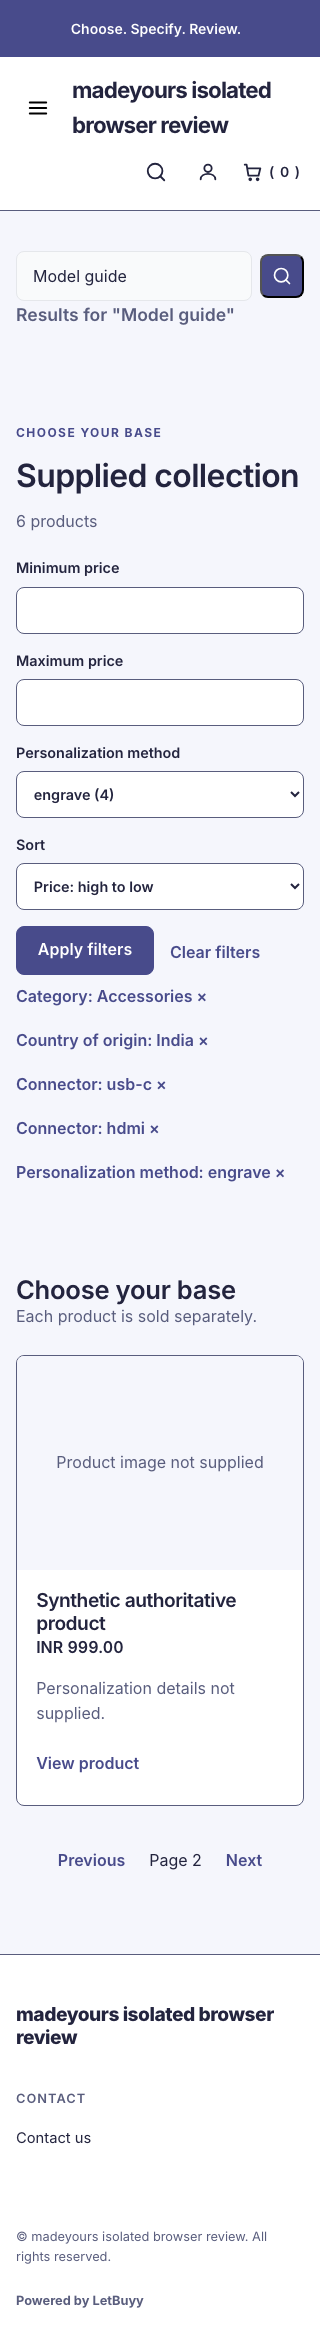 Choose. Specify. Review.
madeyours isolated
browser review
( 0 )
Model guide
Results for "Model guide"
CHOOSE YOUR BASE
Supplied collection
6 products
Minimum price
Maximum price
Personalization method
engrave (4)
Sort
Price: high to low
Apply filters
Clear filters
Category: Accessories ×
Country of origin: India ×
Connector: usb-c ×
Connector: hdmi ×
Personalization method: engrave ×
Choose your base
Each product is sold separately.
Product image not supplied
Synthetic authoritative
product
INR 999.00
Personalization details not
supplied.
View product
Previous Page 2 Next
madeyours isolated browser
review
CONTACT
Contact us
© madeyours isolated browser review. All
rights reserved.
Powered by LetBuyy